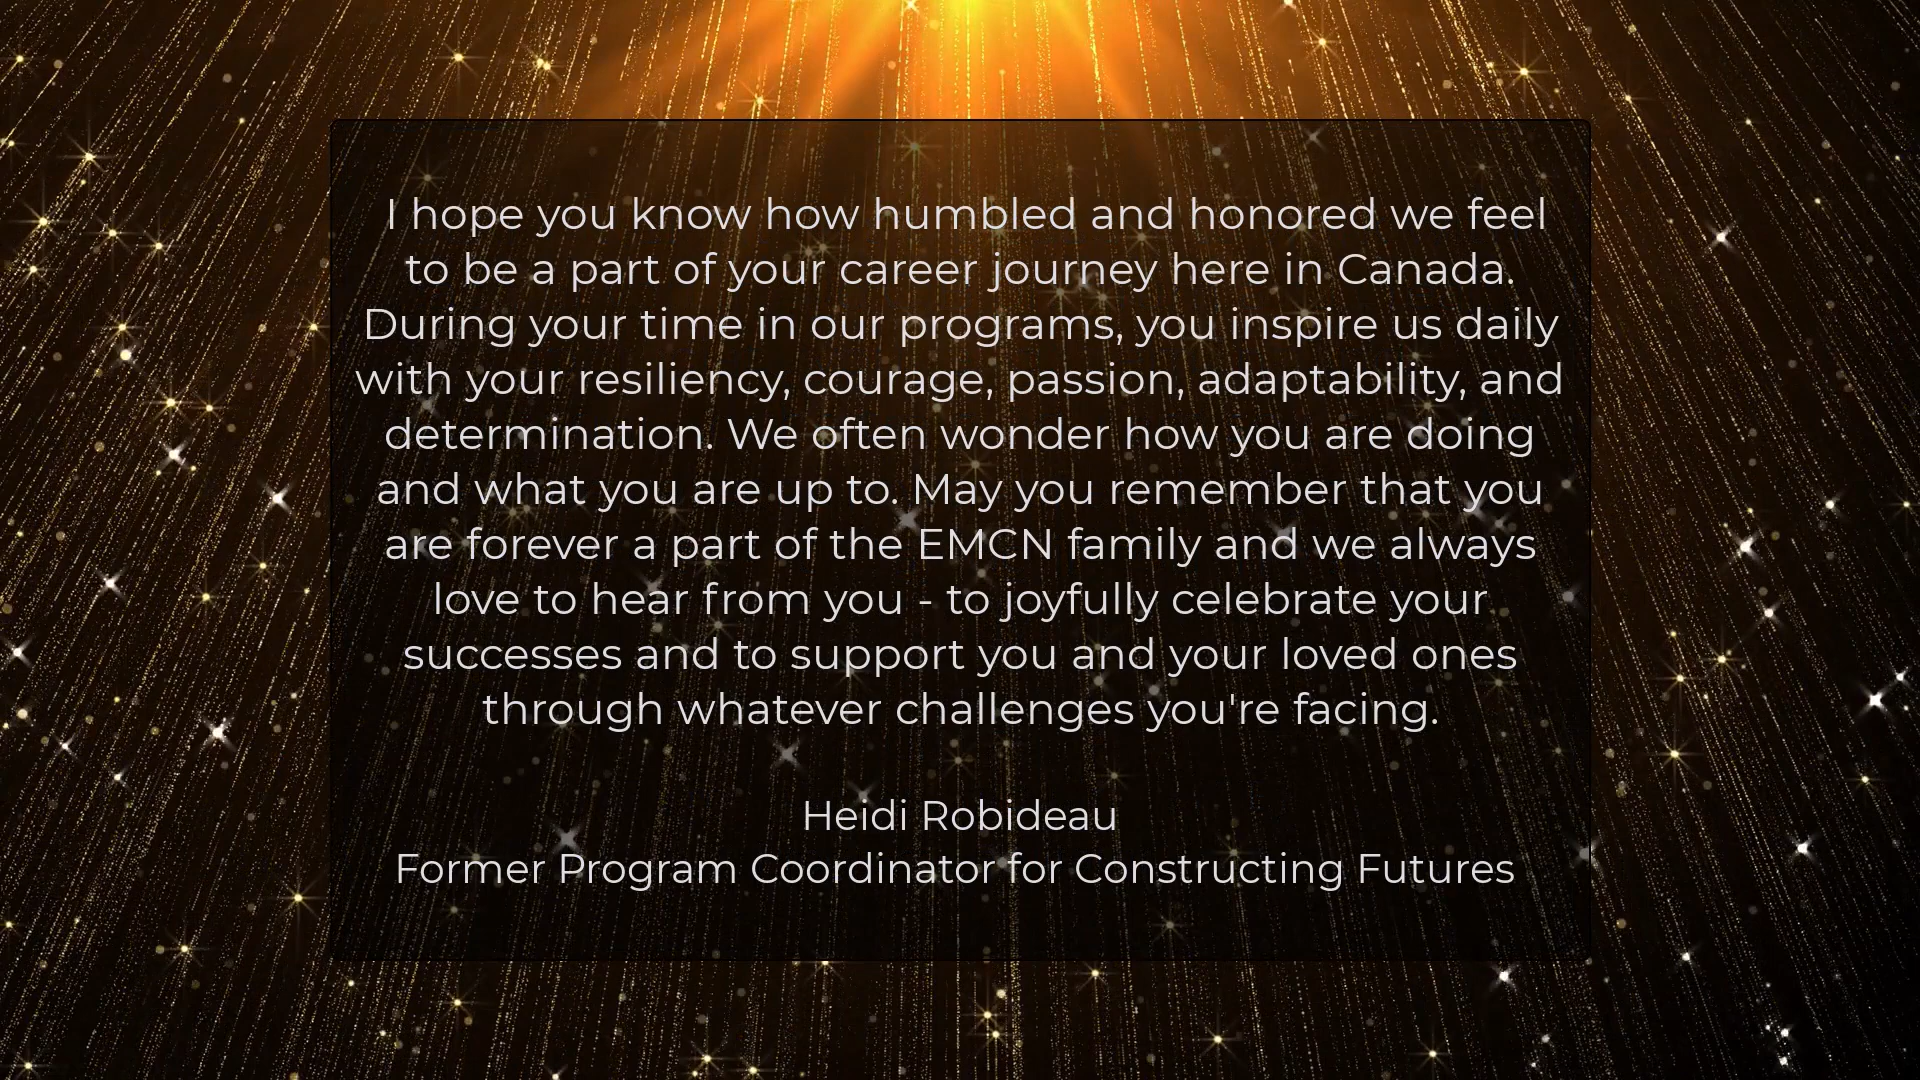 I hope you know how humbled and honored we feel
to be a part of your career journey here in Canada.
During your time in our programs, you inspire us daily
with your resiliency, courage, passion, adaptability, and
determination. We often wonder how you are doing
and what you are up to. May you remember that you
are forever a part of the EMCN family and we always
love to hear from you - to joyfully celebrate your
successes and to support you and your loved ones
through whatever challenges you're facing.
Heidi Robideau
Former Program Coordinator for Constructing Futures